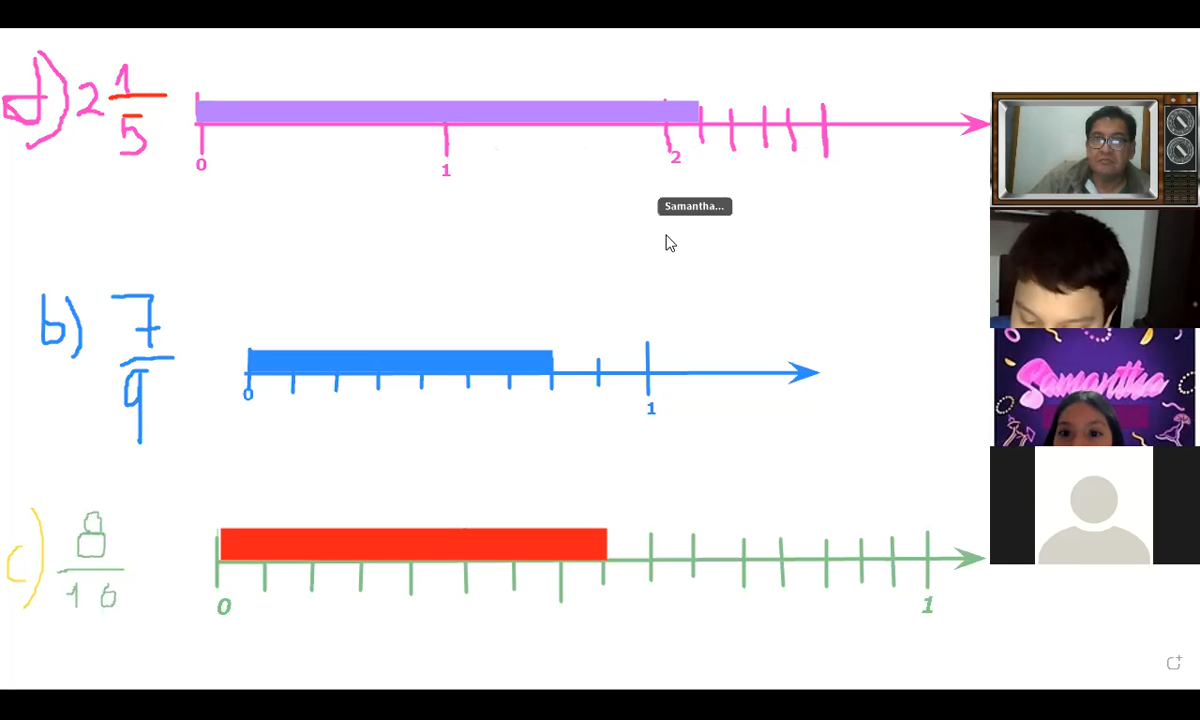 d) 2 1/5
0 1 2
Samantha...
Samantha
b) 7/9
0 1
c) 8/16
0 1